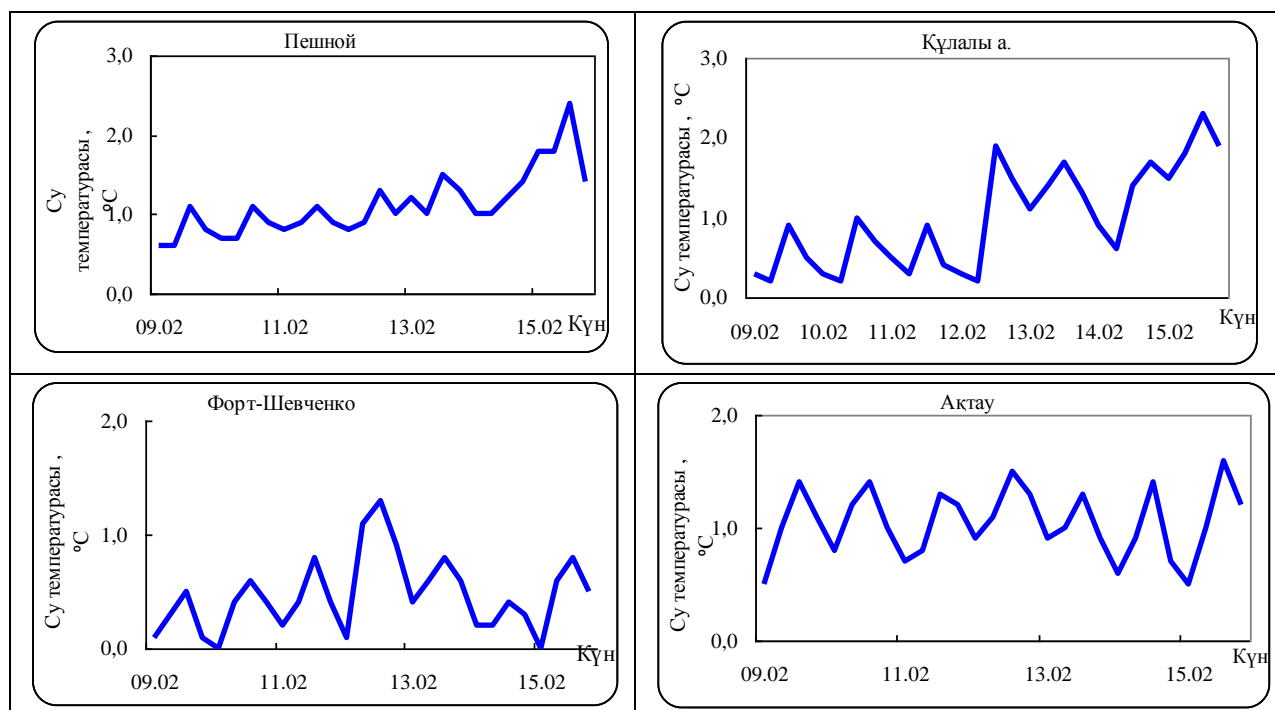 Пешной
Су
температурасы ,
ºС
3,0
2,0
1,0
0,0
09.02 11.02 13.02 15.02 Күн
Құлалы а.
Су температурасы , ºС
3,0
2,0
1,0
0,0
09.02 10.02 11.02 12.02 13.02 14.02 15.02 Күн
Форт-Шевченко
Су температурасы ,
ºС
2,0
1,0
0,0
09.02 11.02 13.02 15.02 Күн
Ақтау
Су температурасы ,
ºС
2,0
1,0
0,0
09.02 11.02 13.02 15.02 Күн